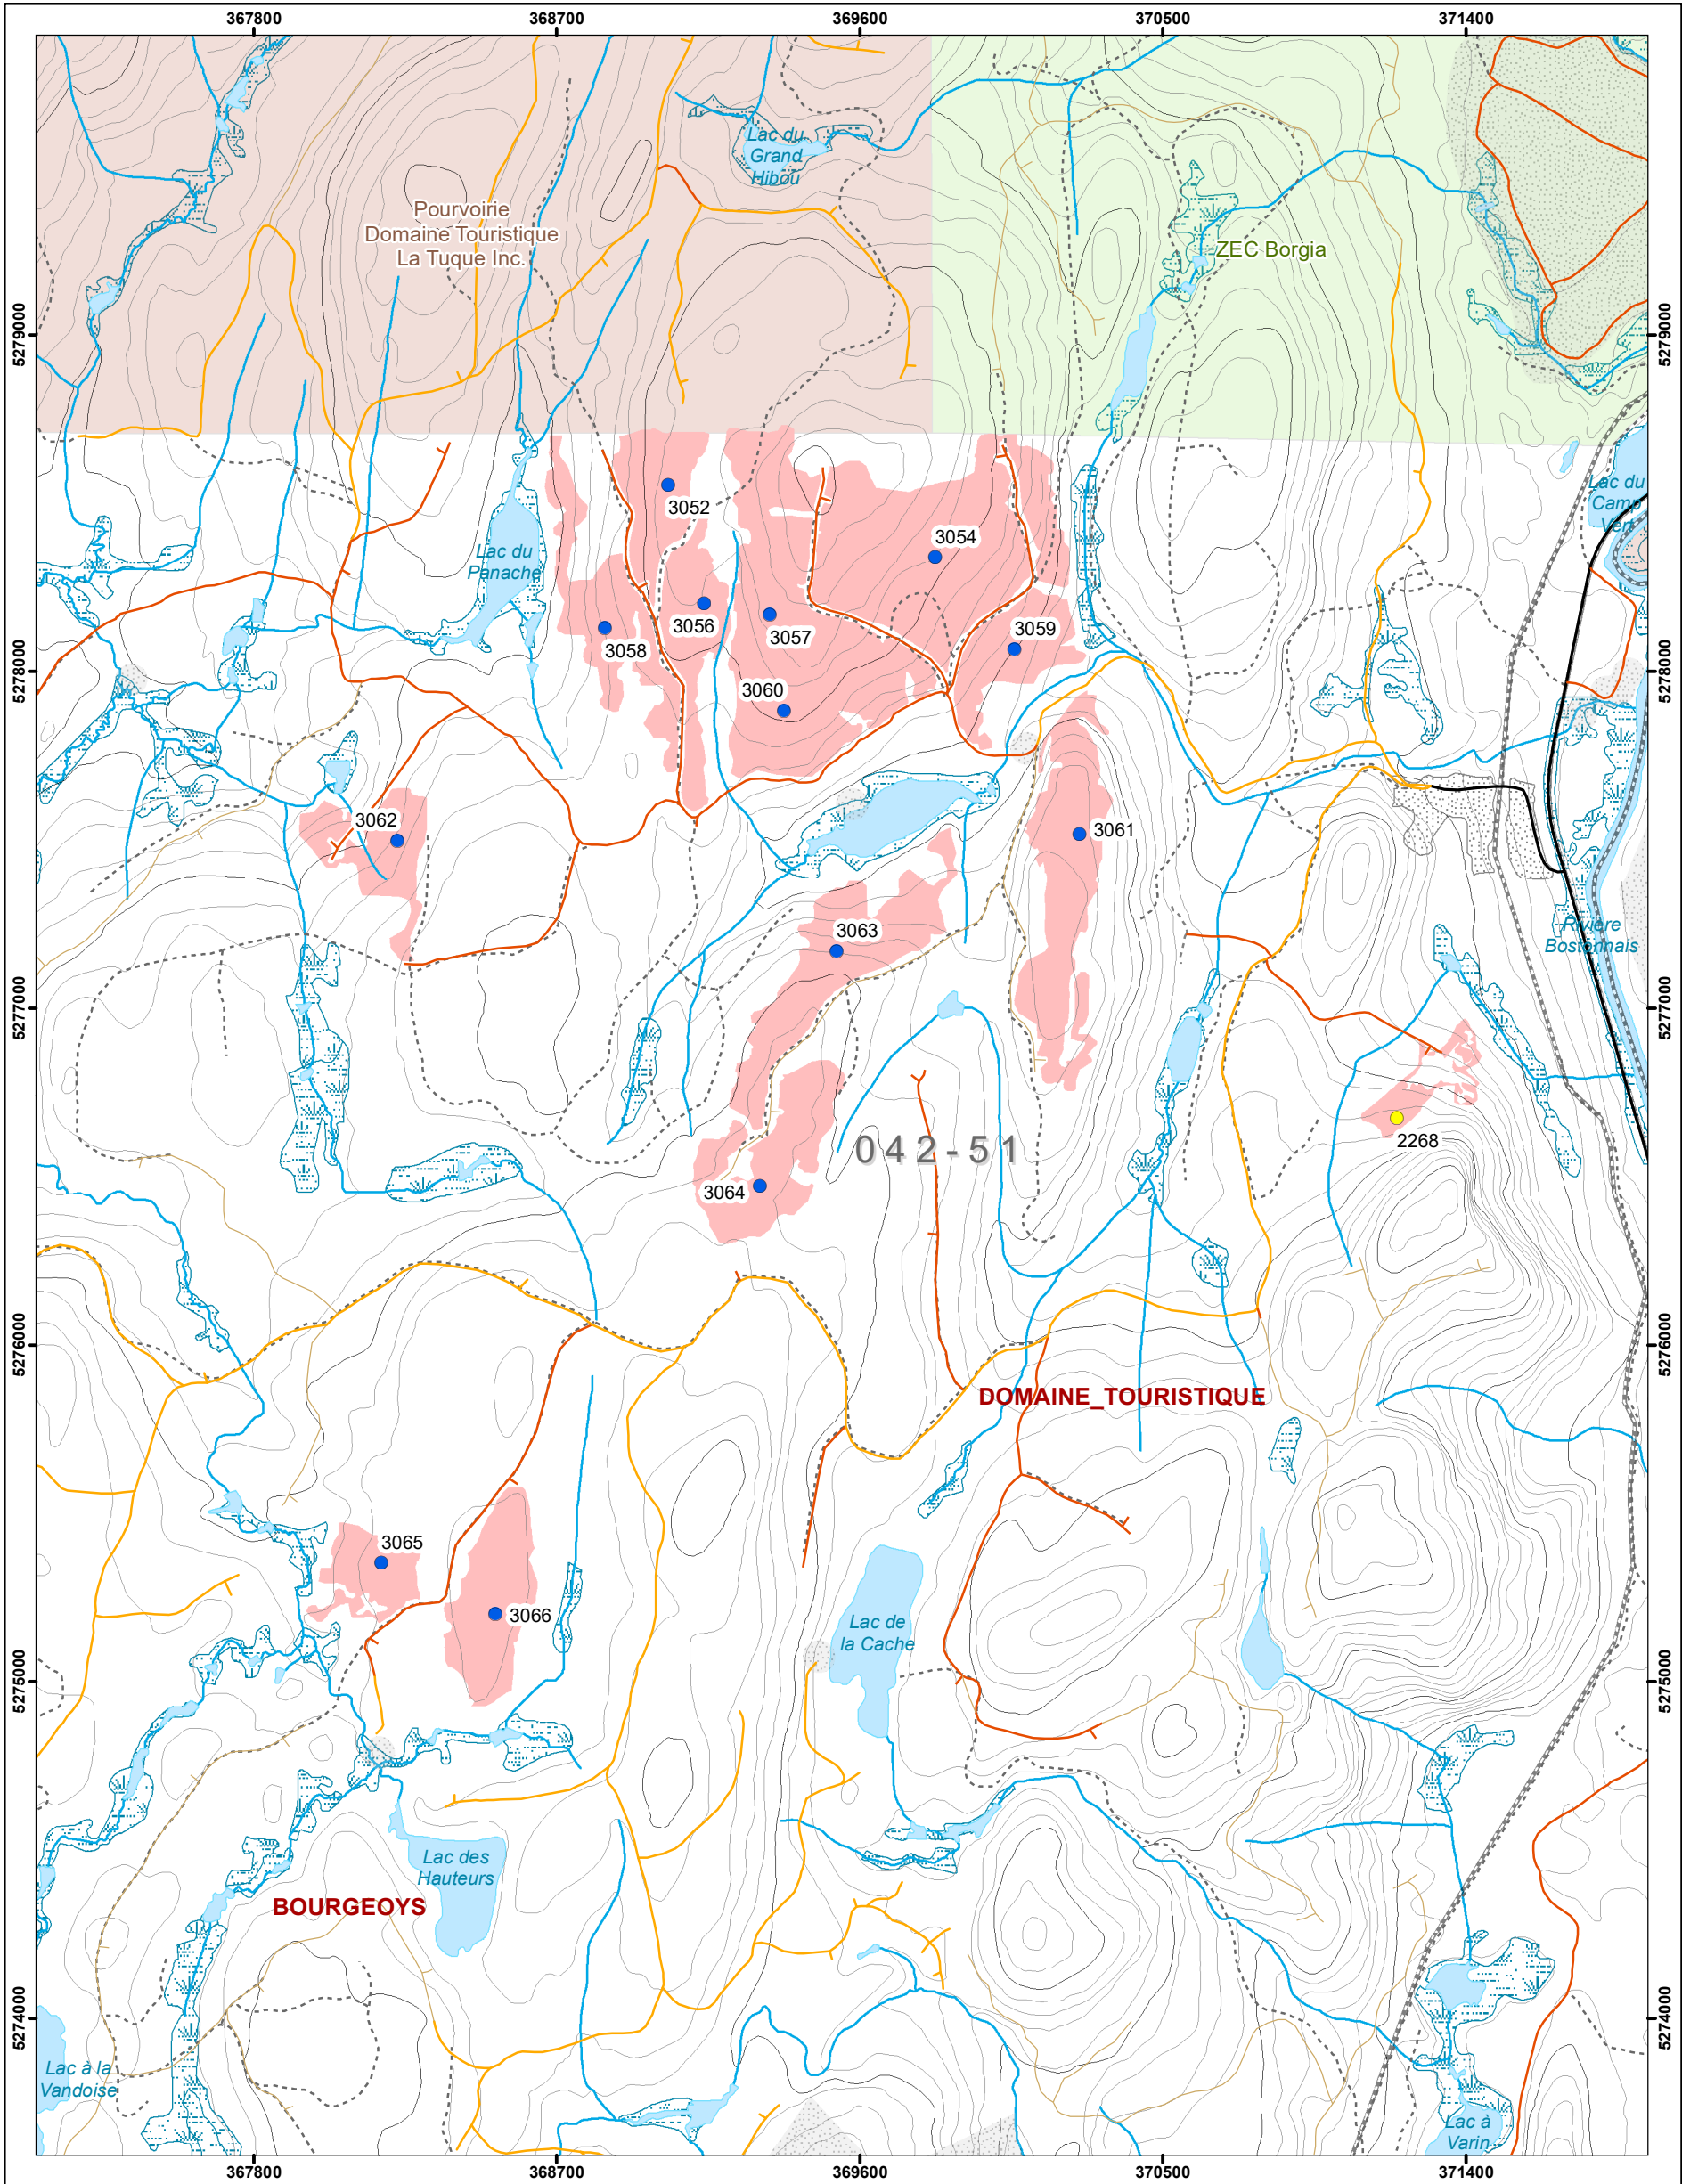 367800 368700 369600 370500 371400
Lac du
Grand
Hibou
Pourvoirie
Domaine Touristique
La Tuque Inc.
ZEC Borgia
5279000 5279000
Lac du
Camp
Vert
3052
3054
Lac du
Panache
3056
3057
3058
3059
5278000 5278000
3060
3062
3061
3063
Rivière
Bostonnais
5277000 5277000
042-51
2268
3064
5276000 5276000
DOMAINE_TOURISTIQUE
3065
3066
Lac de
la Cache
5275000 5275000
Lac des
Hauteurs
BOURGEOYS
5274000 5274000
Lac à la
Vandoise
Lac à
Varin
367800 368700 369600 370500 371400